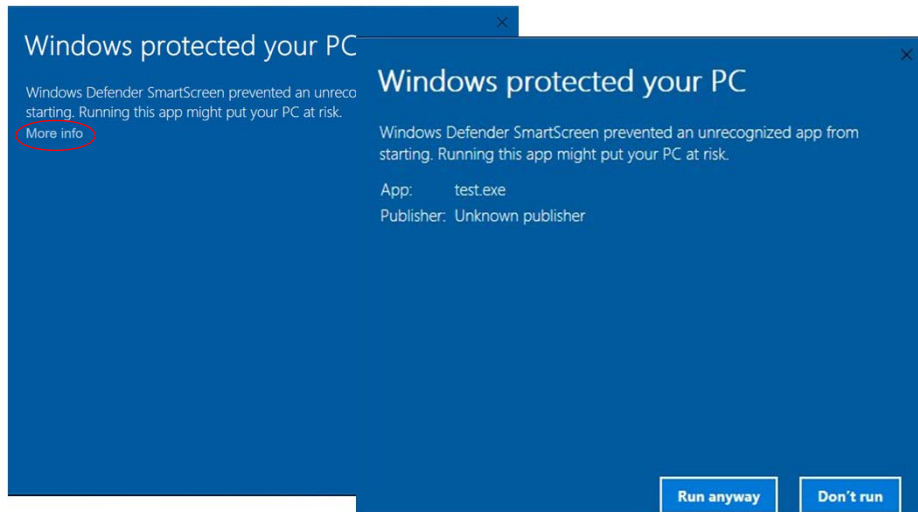 Windows protected your PC
Windows Defender SmartScreen prevented an unreco
starting. Running this app might put your PC at risk.
More info
Windows protected your PC
Windows Defender SmartScreen prevented an unrecognized app from
starting. Running this app might put your PC at risk.
App: test.exe
Publisher: Unknown publisher
Run anyway Don't run